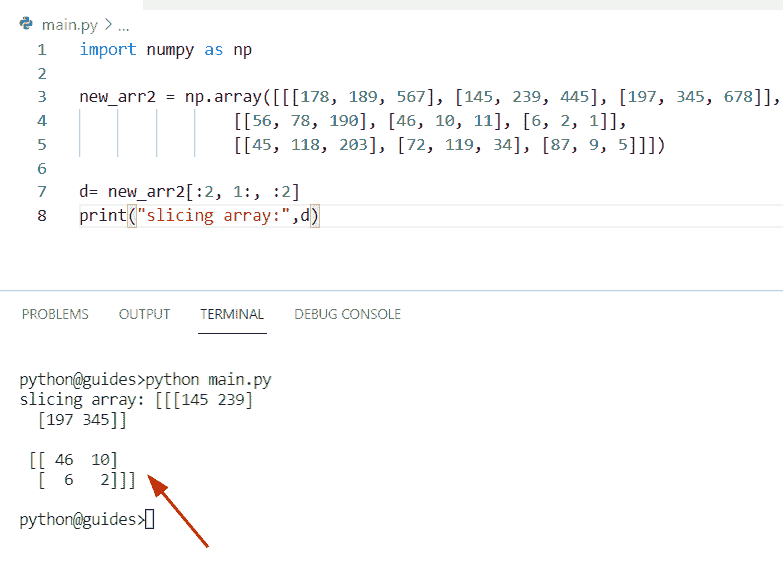 main.py > ...
1 import numpy as np
2
3 new_arr2 = np.array([[[178, 189, 567], [145, 239, 445], [197, 345, 678]],
4 [[56, 78, 190], [46, 10, 11], [6, 2, 1]],
5 [[45, 118, 203], [72, 119, 34], [87, 9, 5]]])
6
7 d= new_arr2[:2, 1:, :2]
8 print("slicing array:",d)
PROBLEMS OUTPUT TERMINAL DEBUG CONSOLE
python@guides>python main.py
slicing array: [[[145 239]
[197 345]]
[[ 46 10]
[ 6 2]]]
python@guides>